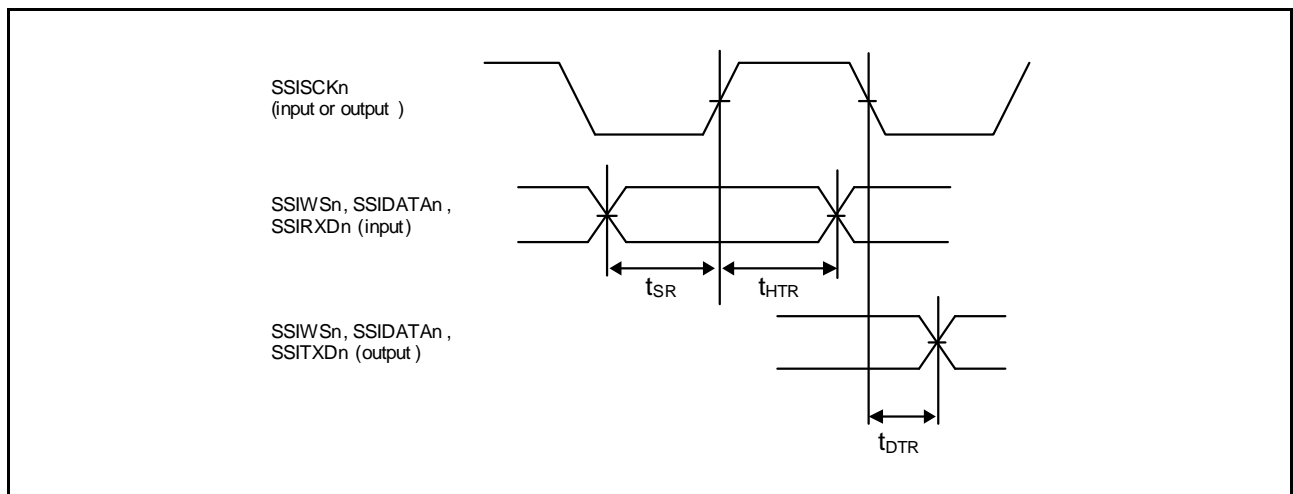 SSISCKn
(input or output )
SSIWSn, SSIDATAn ,
SSIRXDn (input)
tSR
tHTR
SSIWSn, SSIDATAn ,
SSITXDn (output )
tDTR